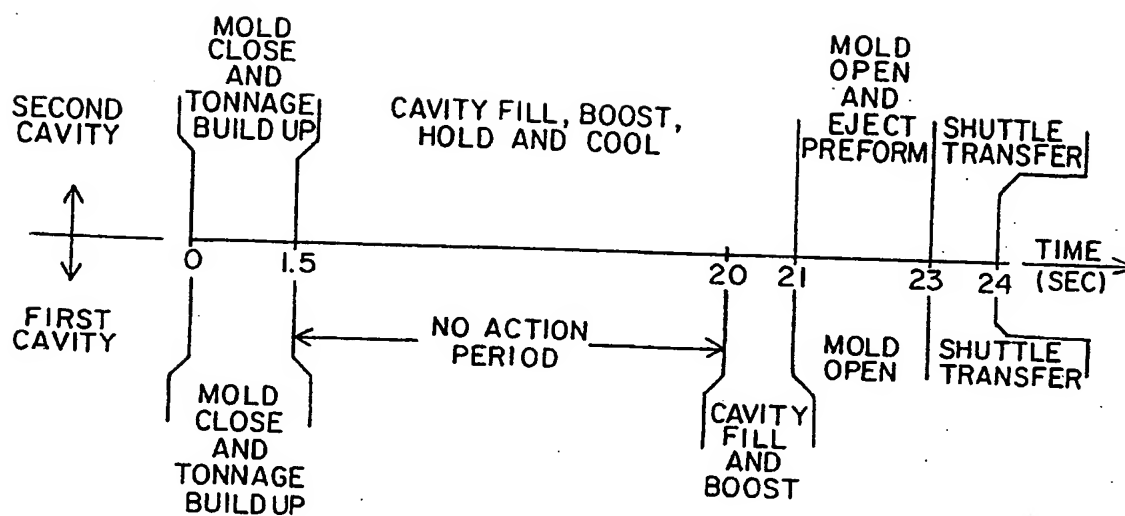 MOLD
CLOSE
AND
TONNAGE
BUILD UP
SECOND
CAVITY
CAVITY FILL, BOOST,
HOLD AND COOL
MOLD
OPEN
AND
EJECT
PREFORM
SHUTTLE
TRANSFER
0
1.5
20
21
23
24
TIME
(SEC)
FIRST
CAVITY
NO ACTION
PERIOD
MOLD
OPEN
SHUTTLE
TRANSFER
MOLD
CLOSE
AND
TONNAGE
BUILD UP
CAVITY
FILL
AND
BOOST